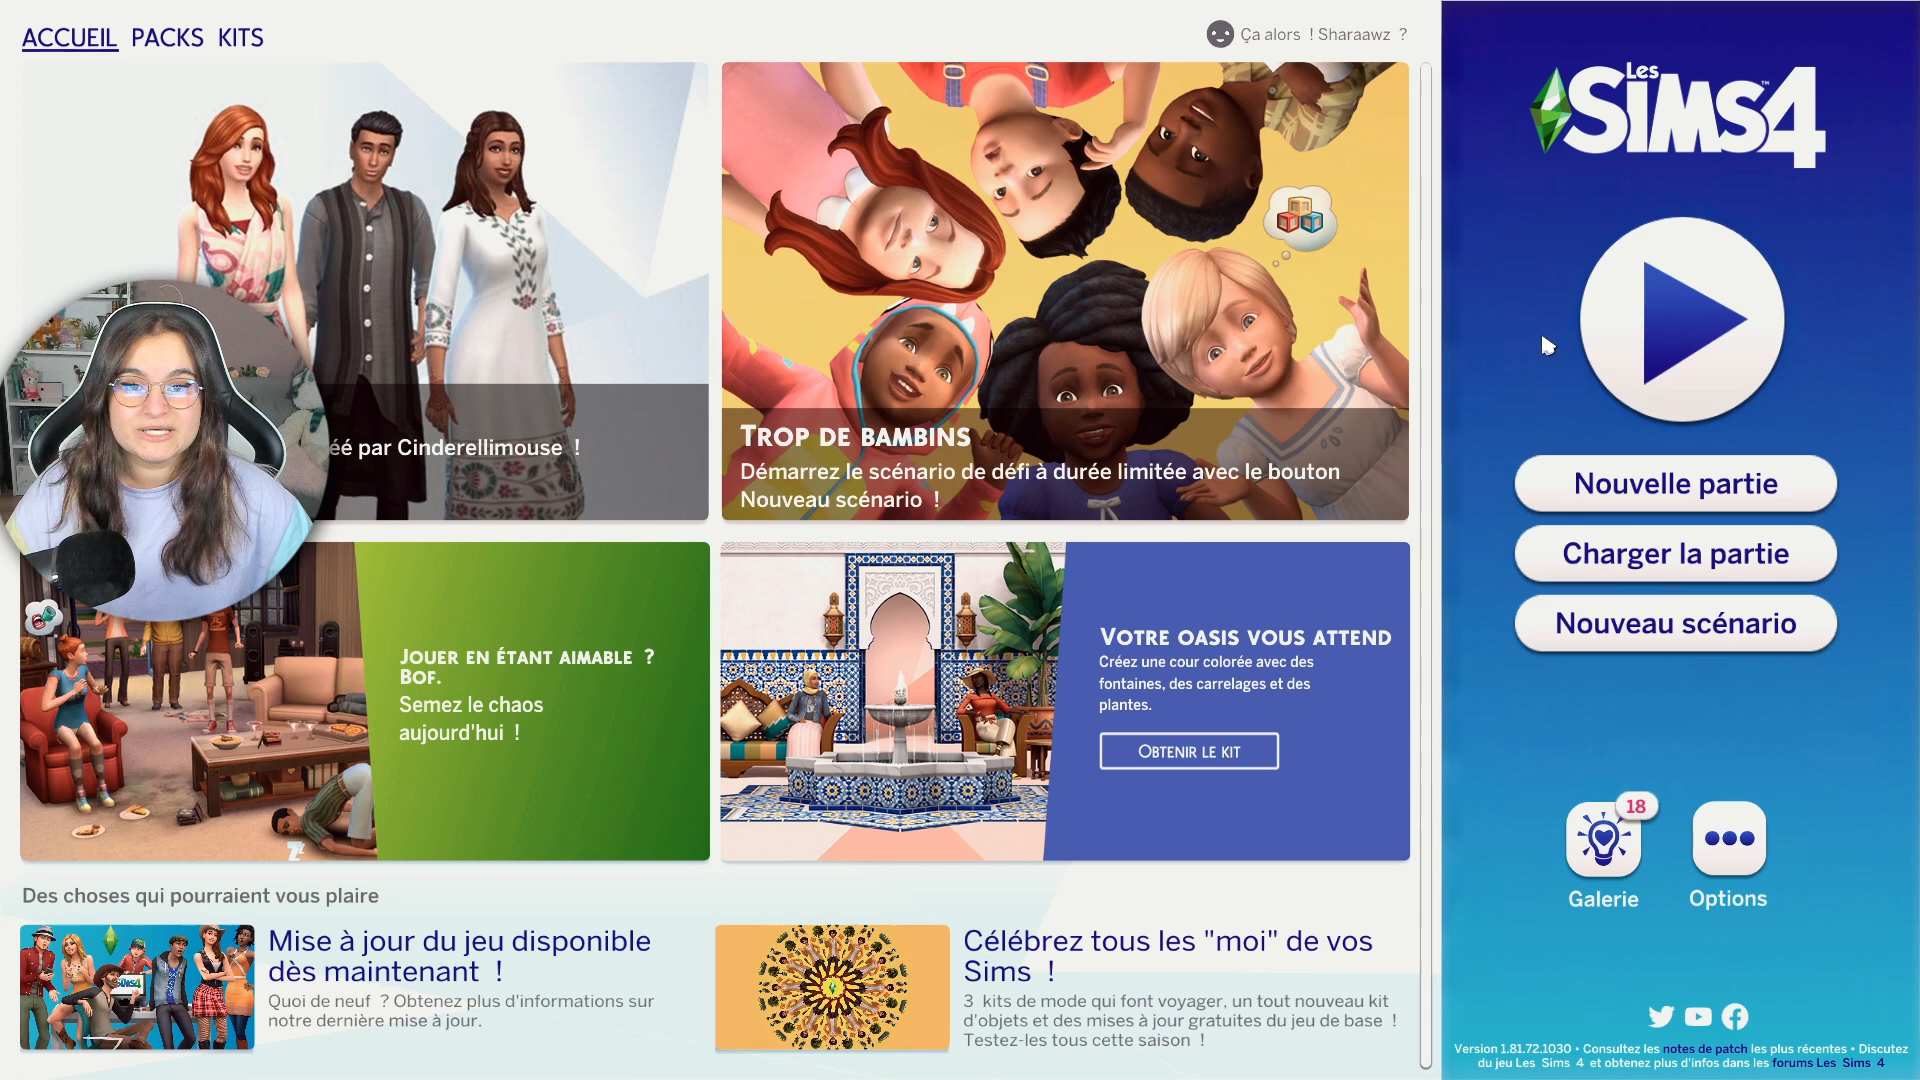 ACCUEIL PACKS KITS
Ça alors ! Sharaawz ?
éé par Cinderellimouse !
TROP DE BAMBINS
Démarrez le scénario de défi à durée limitée avec le bouton
Nouveau scénario !
JOUER EN ÉTANT AIMABLE ?
BOF.
Semez le chaos
aujourd'hui !
VOTRE OASIS VOUS ATTEND
Créez une cour colorée avec des
fontaines, des carrelages et des
plantes.
OBTENIR LE KIT
Des choses qui pourraient vous plaire
Mise à jour du jeu disponible
dès maintenant !
Quoi de neuf ? Obtenez plus d'informations sur
notre dernière mise à jour.
Célébrez tous les "moi" de vos
Sims !
3 kits de mode qui font voyager, un tout nouveau kit
d'objets et des mises à jour gratuites du jeu de base !
Testez-les tous cette saison !
Les
SIMS4
Nouvelle partie
Charger la partie
Nouveau scénario
18
Galerie
Options
Version 1.81.72.1030 • Consultez les notes de patch les plus récentes • Discutez
du jeu Les Sims 4 et obtenez plus d'infos dans les forums Les Sims 4